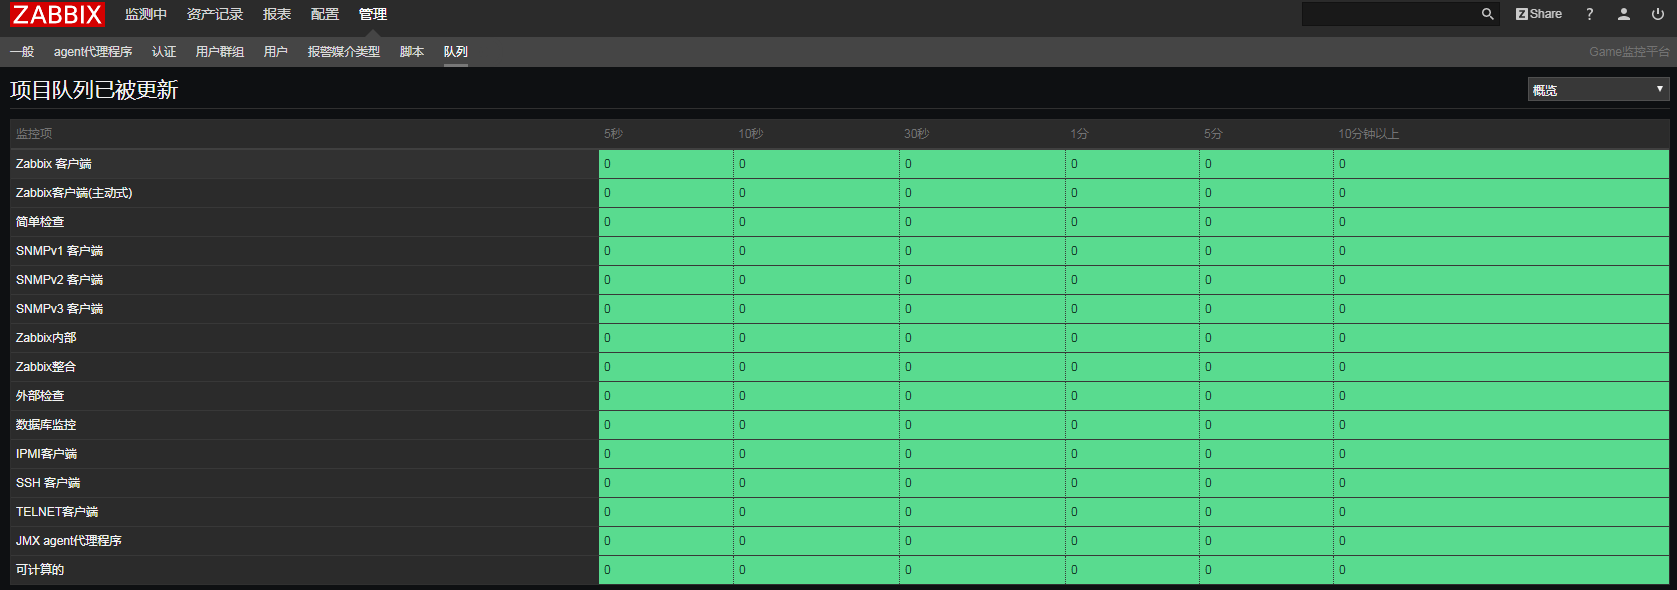 ZABBIX 监测中 资产记录 报表 配置 管理 Z Share ?
一般 agent代理程序 认证 用户群组 用户 报警媒介类型 脚本 队列 Game监控平台
项目队列已被更新 概览
监控项 5秒 10秒 30秒 1分 5分 10分钟以上
Zabbix 客户端 0 0 0 0 0 0
Zabbix客户端(主动式) 0 0 0 0 0 0
简单检查 0 0 0 0 0 0
SNMPv1 客户端 0 0 0 0 0 0
SNMPv2 客户端 0 0 0 0 0 0
SNMPv3 客户端 0 0 0 0 0 0
Zabbix内部 0 0 0 0 0 0
Zabbix整合 0 0 0 0 0 0
外部检查 0 0 0 0 0 0
数据库监控 0 0 0 0 0 0
IPMI客户端 0 0 0 0 0 0
SSH 客户端 0 0 0 0 0 0
TELNET客户端 0 0 0 0 0 0
JMX agent代理程序 0 0 0 0 0 0
可计算的 0 0 0 0 0 0